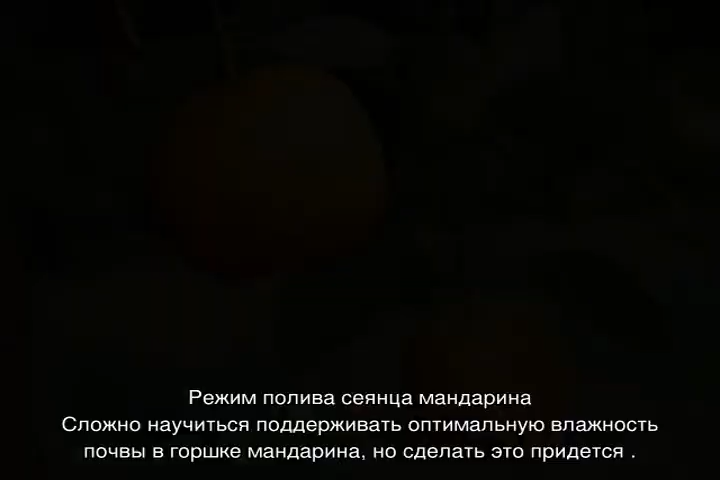 Режим полива сеянца мандарина
Сложно научиться поддерживать оптимальную влажность
почвы в горшке мандарина, но сделать это придется .